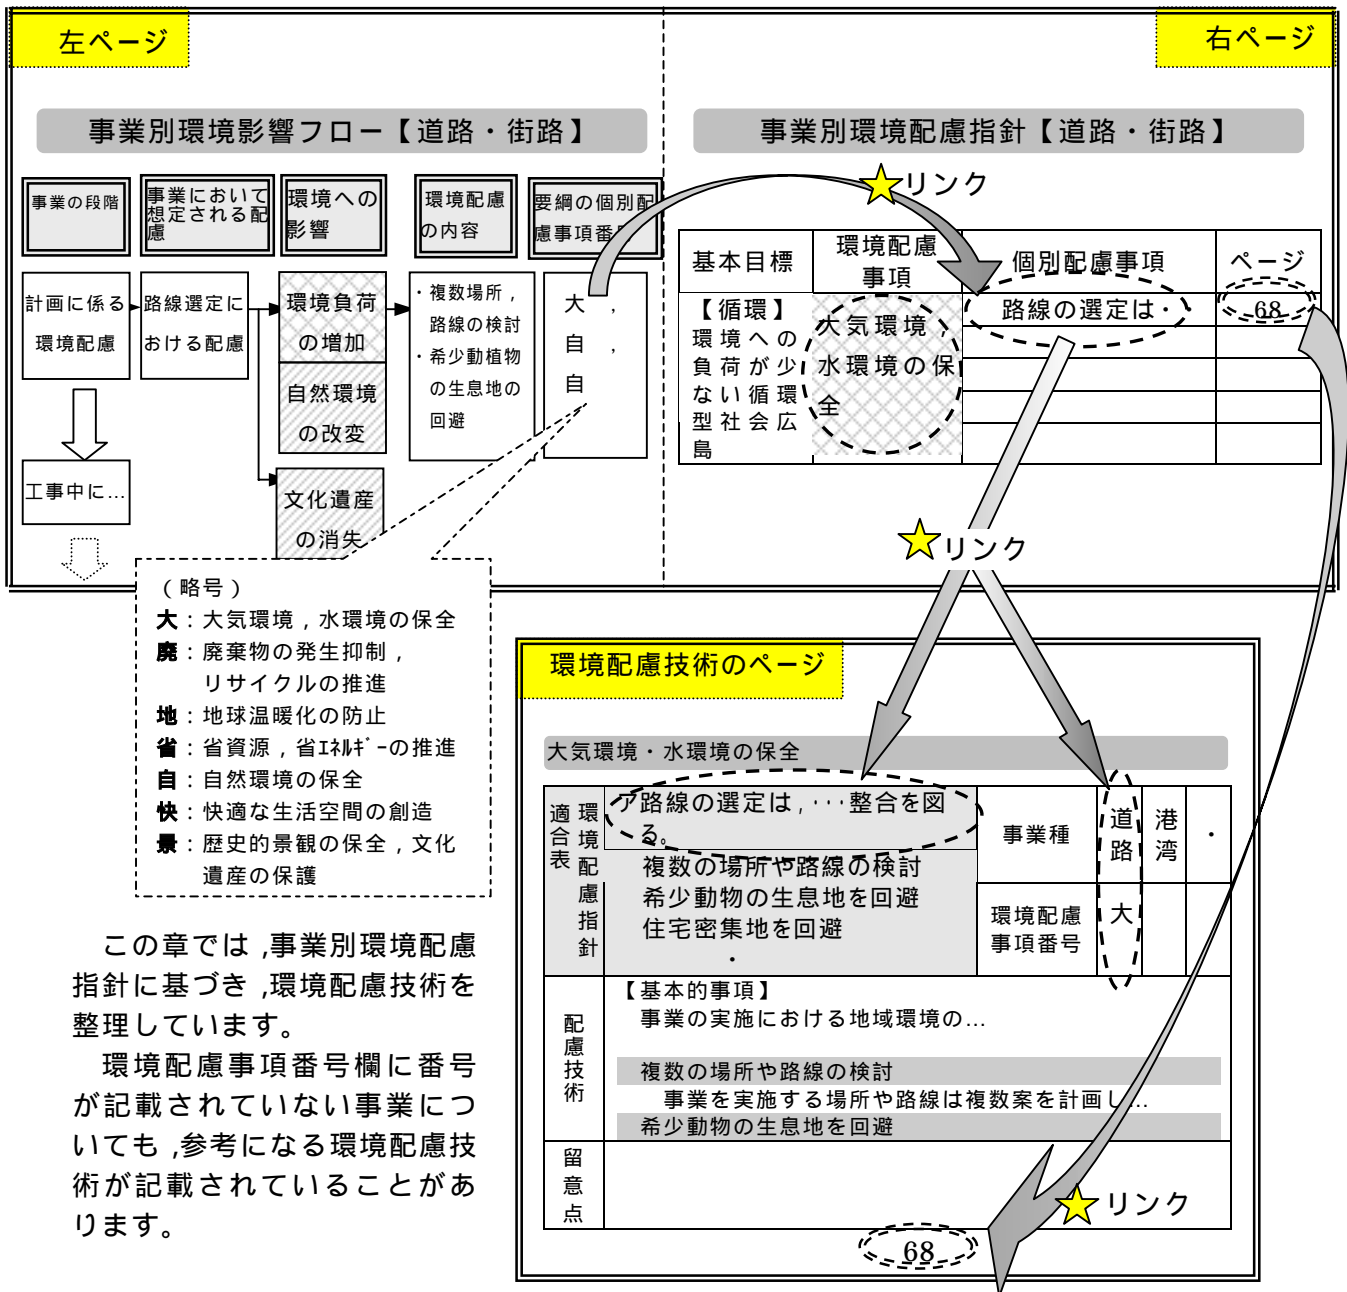 左ページ
右ページ
事業別環境影響フロー【道路・街路】
事業の段階
事業において
想定される配
慮
環境への
影響
環境配慮
の内容
要綱の個別配
慮事項番
計画に係る
環境配慮
路線選定に
おける配慮
環境負荷
の増加
自然環境
の改変
文化遺産
の消失
・複数場所，
路線の検討
・希少動植物
の生息地の
回避
大　，
自　，
自
工事中に…
（略号）
大：大気環境，水環境の保全
廃：廃棄物の発生抑制，
リサイクルの推進
地：地球温暖化の防止
省：省資源，省ｴﾈﾙｷﾞｰの推進
自：自然環境の保全
快：快適な生活空間の創造
景：歴史的景観の保全，文化
遺産の保護
事業別環境配慮指針【道路・街路】
リンク
基本目標
環境配慮
事項
個別配慮事項
ページ
【循環】
環境への
負荷が少
ない循環
型社会広
島
大気環境、
水環境の保
全
路線の選定は・・
68
リンク
この章では，事業別環境配慮
指針に基づき，環境配慮技術を
整理しています。
環境配慮事項番号欄に番号
が記載されていない事業につ
いても，参考になる環境配慮技
術が記載されていることがあ
ります。
環境配慮技術のページ
大気環境・水環境の保全
環境配慮指針
適合表
ア路線の選定は，･･･整合を図
る。
複数の場所や路線の検討
希少動物の生息地を回避
住宅密集地を回避
・
事業種
道路
港湾
・
環境配慮
事項番号
大
配慮技術
【基本的事項】
事業の実施における地域環境の…
複数の場所や路線の検討
事業を実施する場所や路線は複数案を計画し…
希少動物の生息地を回避
留意点
リンク
68